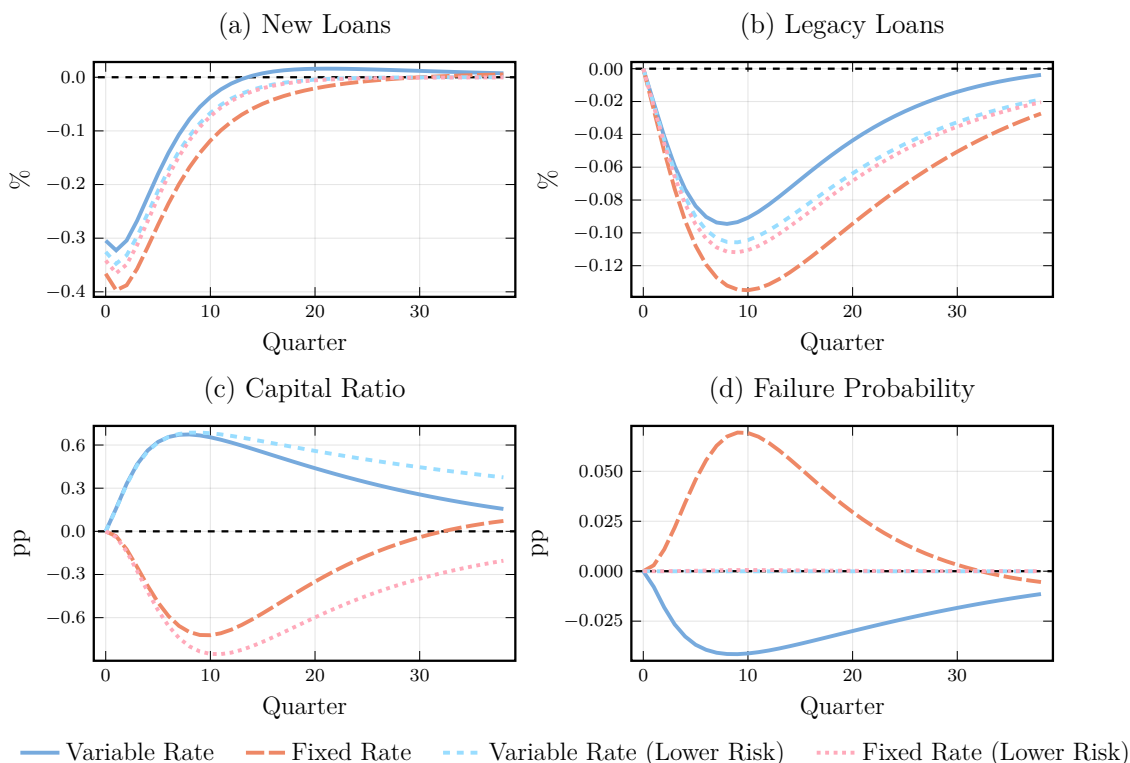 (a) New Loans
(b) Legacy Loans
0.0
−0.1
−0.2
−0.3
−0.4
%
0
10
20
30
Quarter
0.00
−0.02
−0.04
−0.06
−0.08
−0.10
−0.12
%
0
10
20
30
Quarter
(c) Capital Ratio
(d) Failure Probability
0.6
0.3
0.0
−0.3
−0.6
pp
0
10
20
30
Quarter
0.050
0.025
0.000
−0.025
pp
0
10
20
30
Quarter
Variable Rate
Fixed Rate
Variable Rate (Lower Risk)
Fixed Rate (Lower Risk)